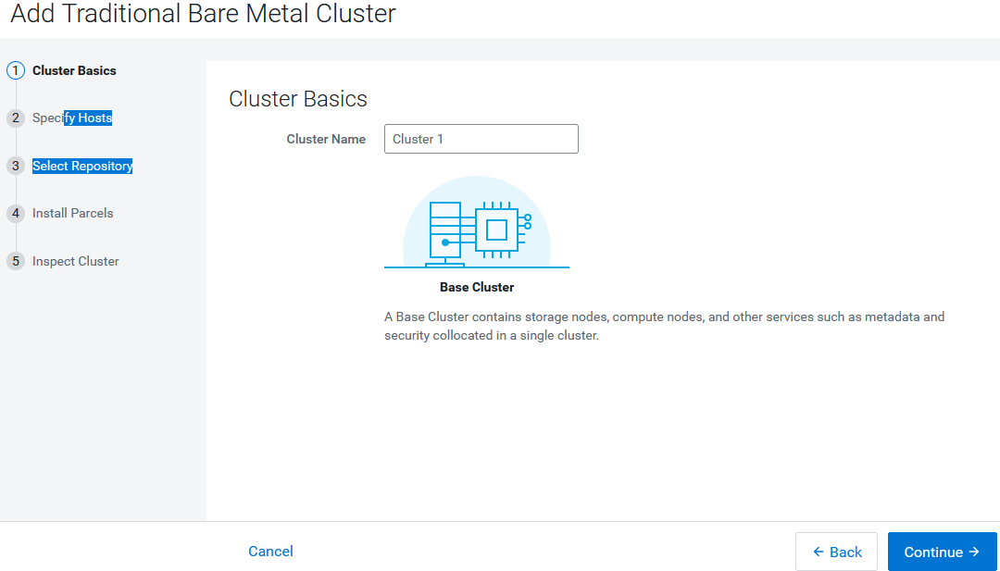 Add Traditional Bare Metal Cluster
1 Cluster Basics
2 Specify Hosts
3 Select Repository
4 Install Parcels
5 Inspect Cluster
Cluster Basics
Cluster Name Cluster 1
Base Cluster
A Base Cluster contains storage nodes, compute nodes, and other services such as metadata and
security collocated in a single cluster.
Cancel ← Back Continue →